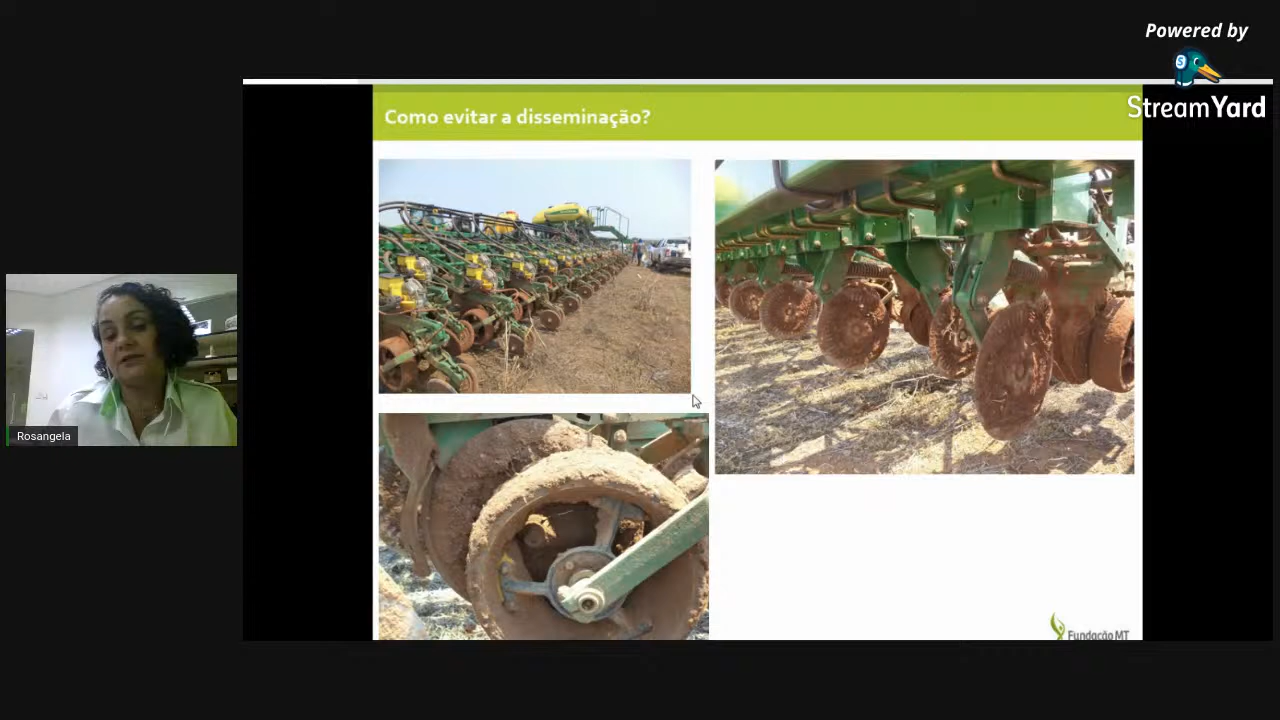 Powered by
StreamYard
Como evitar a disseminação?
Rosangela
Fundação MT